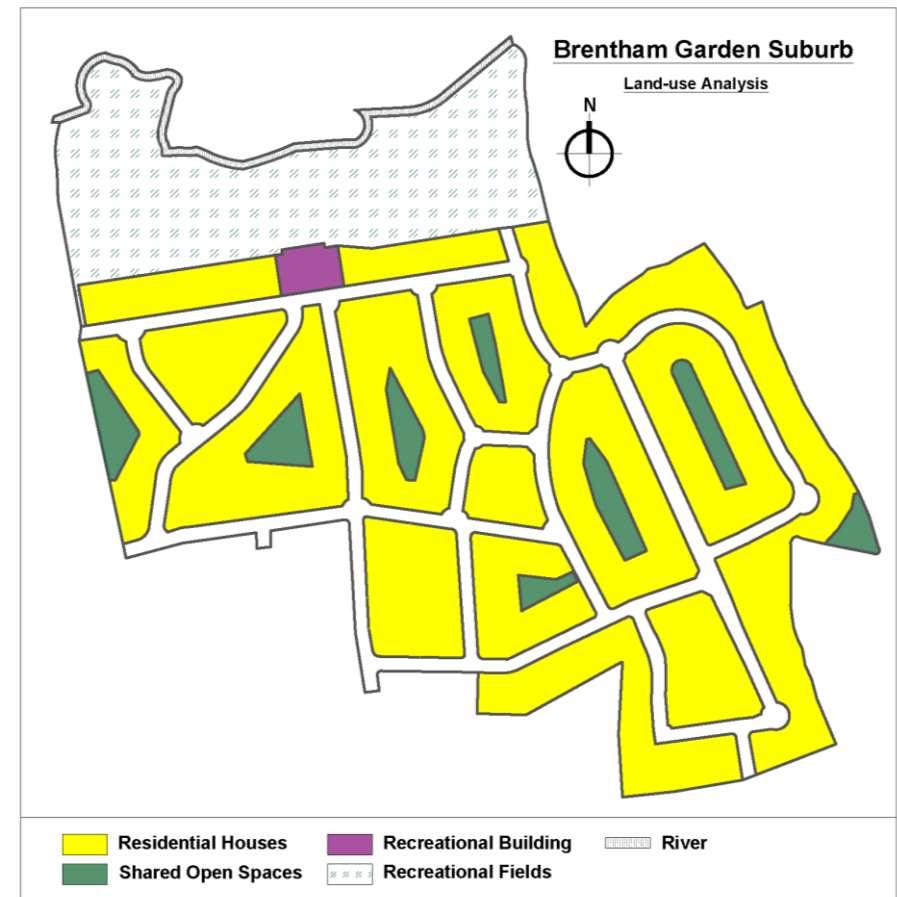 Brentham Garden Suburb
Land-use Analysis
N
Residential Houses
Recreational Building
River
Shared Open Spaces
Recreational Fields